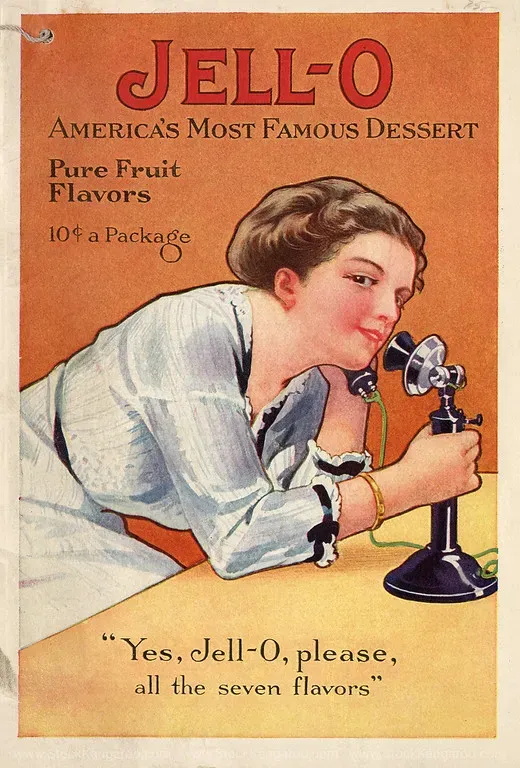 JELL-O
AMERICA'S MOST FAMOUS DESSERT
Pure Fruit
Flavors
10¢ a Package
"Yes, Jell-O, please,
all the seven flavors"